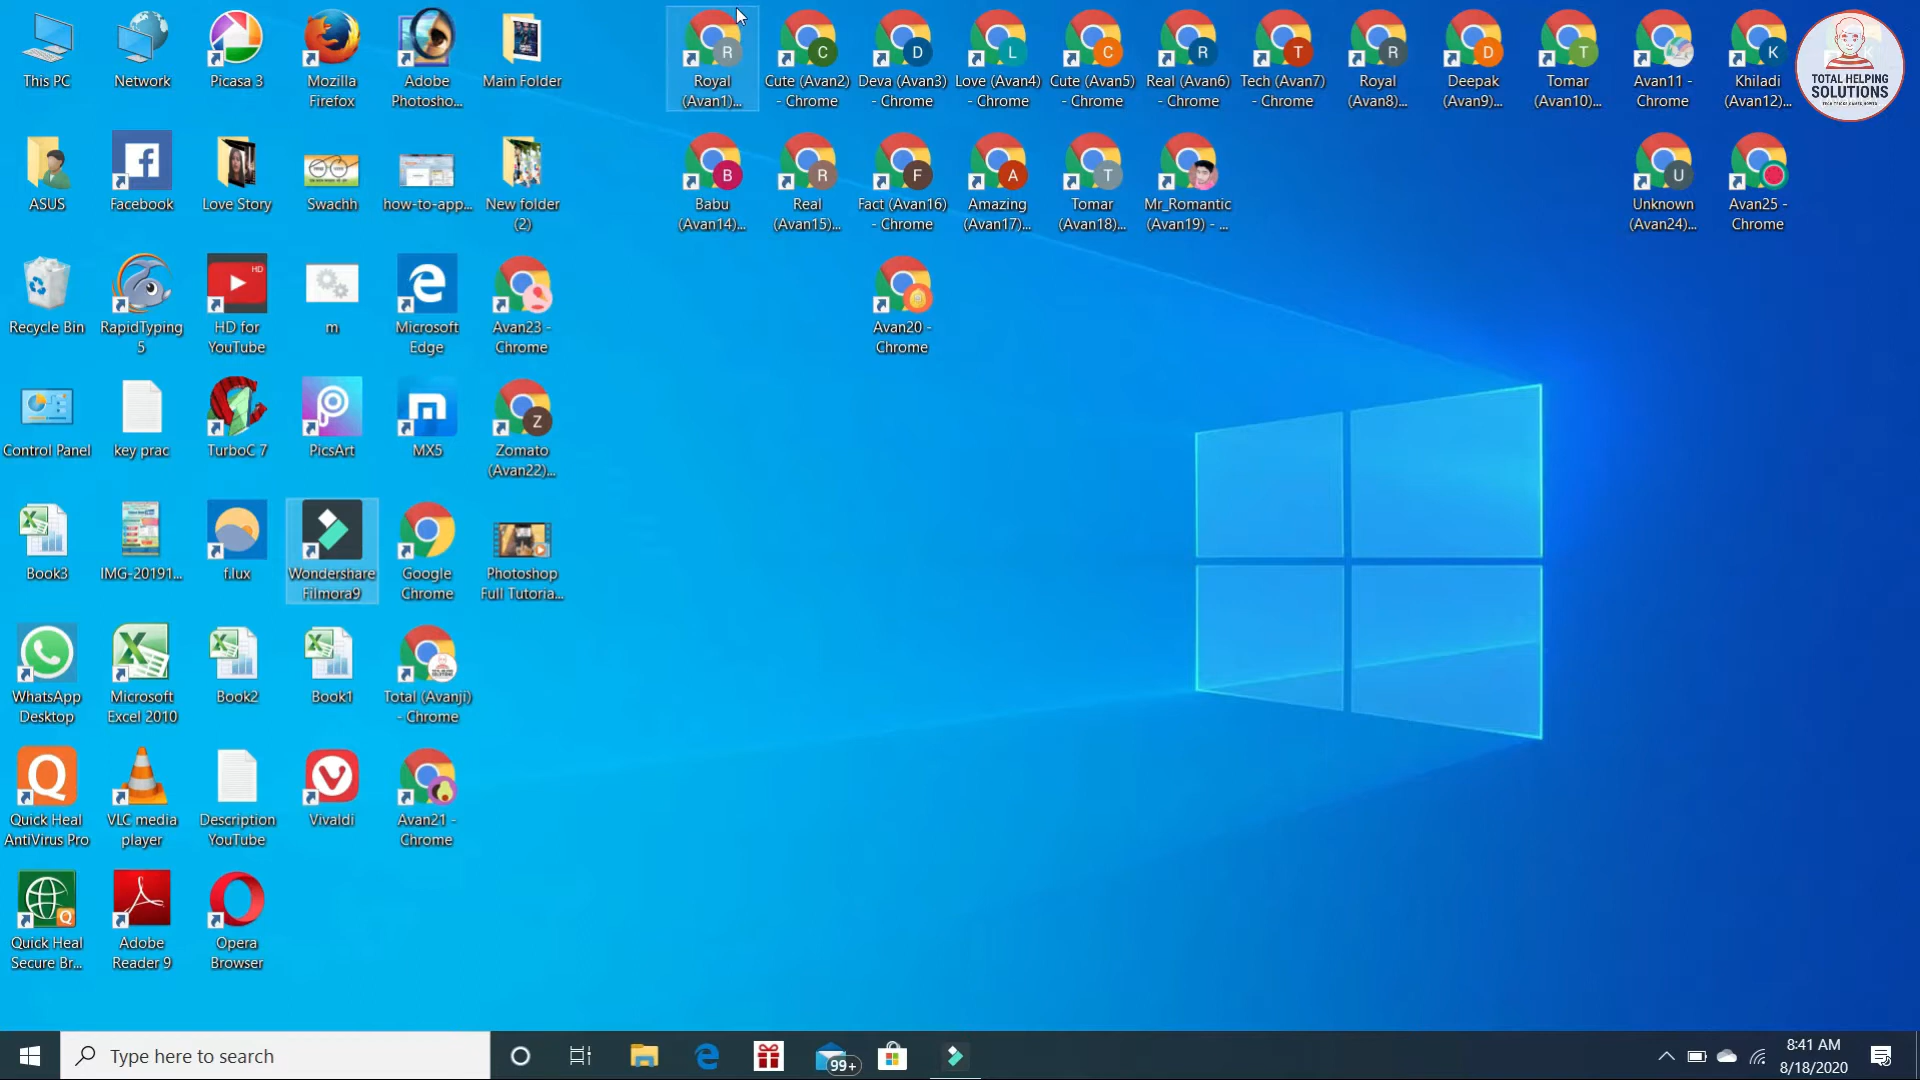 This PC
Network
Picasa 3
Mozilla
Firefox
Adobe
Photosho...
Main Folder
R
Royal
(Avan1)...
C
Cute (Avan2)
- Chrome
D
Deva (Avan3)
- Chrome
L
Love (Avan4)
- Chrome
C
Cute (Avan5)
- Chrome
R
Real (Avan6)
- Chrome
T
Tech (Avan7)
- Chrome
R
Royal
(Avan8)...
D
Deepak
(Avan9)...
T
Tomar
(Avan10)...
Avan11 -
Chrome
K
Khiladi
(Avan12)...
TOTAL HELPING
SOLUTIONS
ASUS
Facebook
Love Story
Swachh
how-to-app...
New folder
(2)
B
Babu
(Avan14)...
R
Real
(Avan15)...
F
Fact (Avan16)
- Chrome
A
Amazing
(Avan17)...
T
Tomar
(Avan18)...
Mr_Romantic
(Avan19) - ...
U
Unknown
(Avan24)...
Avan25 -
Chrome
Recycle Bin
RapidTyping
5
HD
HD for
YouTube
m
Microsoft
Edge
Avan23 -
Chrome
Avan20 -
Chrome
Control Panel
key prac
TurboC 7
PicsArt
MX5
Z
Zomato
(Avan22)...
Book3
IMG-20191...
f.lux
Wondershare
Filmora9
Google
Chrome
Photoshop
Full Tutoria...
WhatsApp
Desktop
Microsoft
Excel 2010
Book2
Book1
Total (Avanji)
- Chrome
Quick Heal
AntiVirus Pro
VLC media
player
Description
YouTube
Vivaldi
Avan21 -
Chrome
Quick Heal
Secure Br...
Adobe
Reader 9
Opera
Browser
Type here to search
99+
8:41 AM
8/18/2020